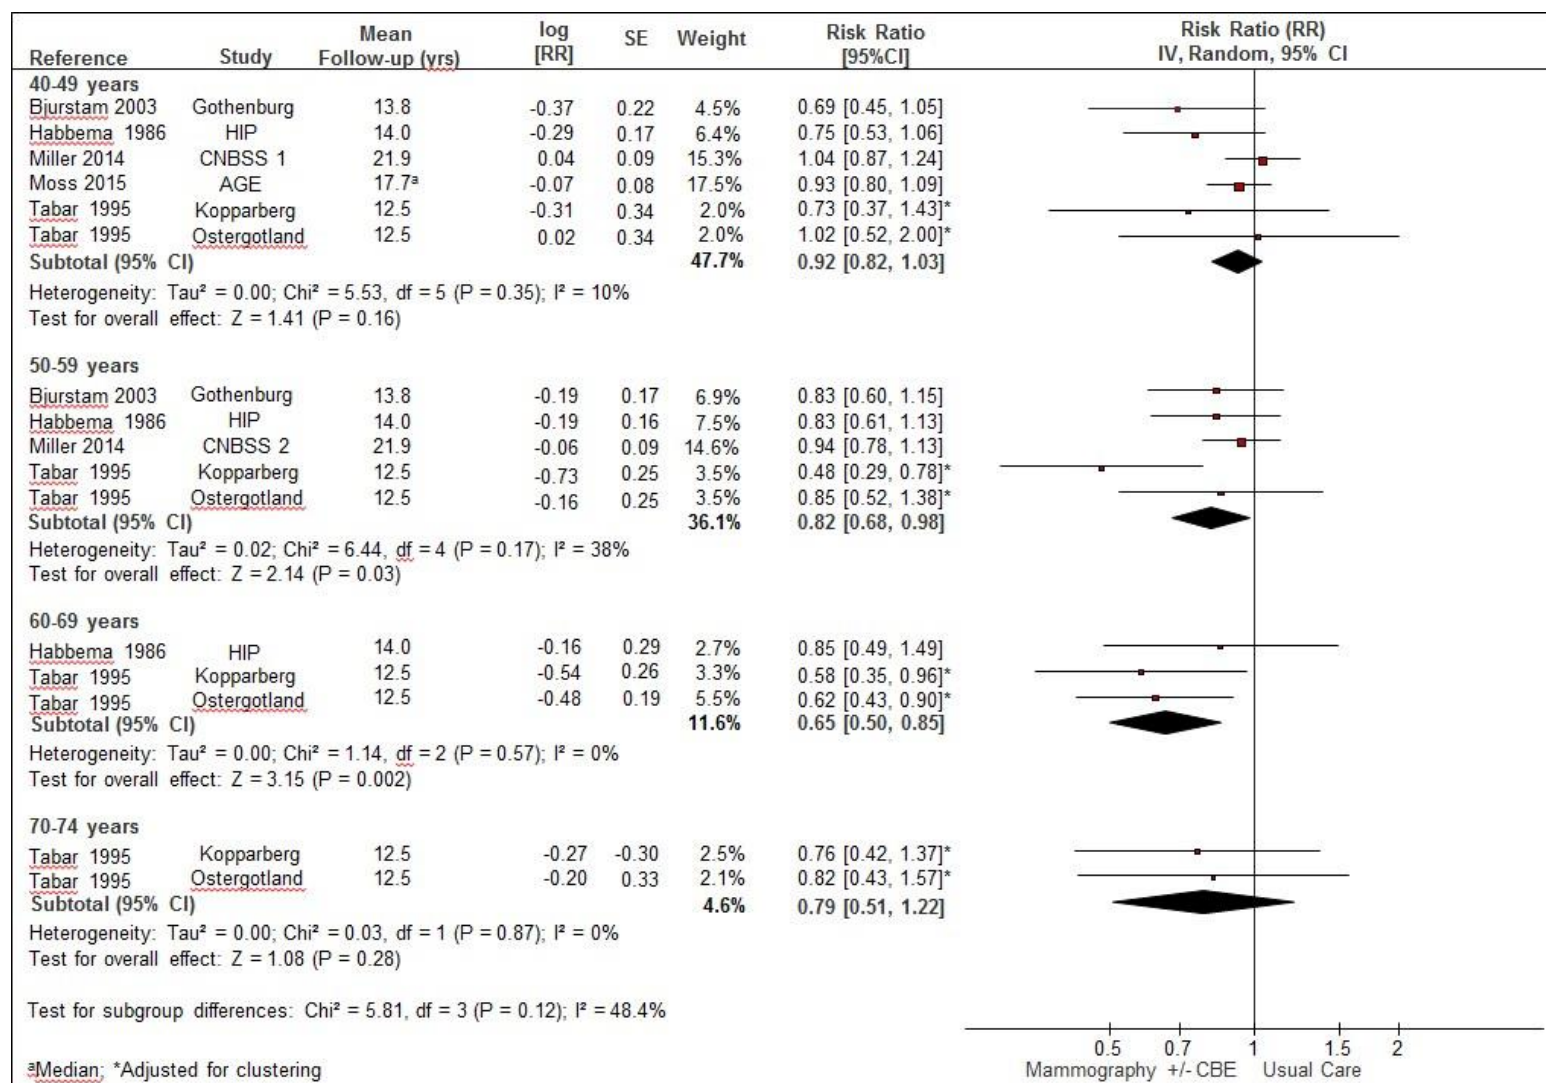 Reference Study Mean Follow-up (yrs) log [RR] SE Weight Risk Ratio [95%CI] Risk Ratio (RR) IV, Random, 95% CI
40-49 years
Bjurstam 2003 Gothenburg 13.8 -0.37 0.22 4.5% 0.69 [0.45, 1.05]
Habbema 1986 HIP 14.0 -0.29 0.17 6.4% 0.75 [0.53, 1.06]
Miller 2014 CNBSS 1 21.9 0.04 0.09 15.3% 1.04 [0.87, 1.24]
Moss 2015 AGE 17.7ª -0.07 0.08 17.5% 0.93 [0.80, 1.09]
Tabar 1995 Kopparberg 12.5 -0.31 0.34 2.0% 0.73 [0.37, 1.43]*
Tabar 1995 Ostergotland 12.5 0.02 0.34 2.0% 1.02 [0.52, 2.00]*
Subtotal (95% CI) 47.7% 0.92 [0.82, 1.03]
Heterogeneity: Tau² = 0.00; Chi² = 5.53, df = 5 (P = 0.35); I² = 10%
Test for overall effect: Z = 1.41 (P = 0.16)
50-59 years
Bjurstam 2003 Gothenburg 13.8 -0.19 0.17 6.9% 0.83 [0.60, 1.15]
Habbema 1986 HIP 14.0 -0.19 0.16 7.5% 0.83 [0.61, 1.13]
Miller 2014 CNBSS 2 21.9 -0.06 0.09 14.6% 0.94 [0.78, 1.13]
Tabar 1995 Kopparberg 12.5 -0.73 0.25 3.5% 0.48 [0.29, 0.78]*
Tabar 1995 Ostergotland 12.5 -0.16 0.25 3.5% 0.85 [0.52, 1.38]*
Subtotal (95% CI) 36.1% 0.82 [0.68, 0.98]
Heterogeneity: Tau² = 0.02; Chi² = 6.44, df = 4 (P = 0.17); I² = 38%
Test for overall effect: Z = 2.14 (P = 0.03)
60-69 years
Habbema 1986 HIP 14.0 -0.16 0.29 2.7% 0.85 [0.49, 1.49]
Tabar 1995 Kopparberg 12.5 -0.54 0.26 3.3% 0.58 [0.35, 0.96]*
Tabar 1995 Ostergotland 12.5 -0.48 0.19 5.5% 0.62 [0.43, 0.90]*
Subtotal (95% CI) 11.6% 0.65 [0.50, 0.85]
Heterogeneity: Tau² = 0.00; Chi² = 1.14, df = 2 (P = 0.57); I² = 0%
Test for overall effect: Z = 3.15 (P = 0.002)
70-74 years
Tabar 1995 Kopparberg 12.5 -0.27 -0.30 2.5% 0.76 [0.42, 1.37]*
Tabar 1995 Ostergotland 12.5 -0.20 0.33 2.1% 0.82 [0.43, 1.57]*
Subtotal (95% CI) 4.6% 0.79 [0.51, 1.22]
Heterogeneity: Tau² = 0.00; Chi² = 0.03, df = 1 (P = 0.87); I² = 0%
Test for overall effect: Z = 1.08 (P = 0.28)
Test for subgroup differences: Chi² = 5.81, df = 3 (P = 0.12); I² = 48.4%
0.5 0.7 1 1.5 2
Mammography +/- CBE Usual Care
ªMedian; *Adjusted for clustering